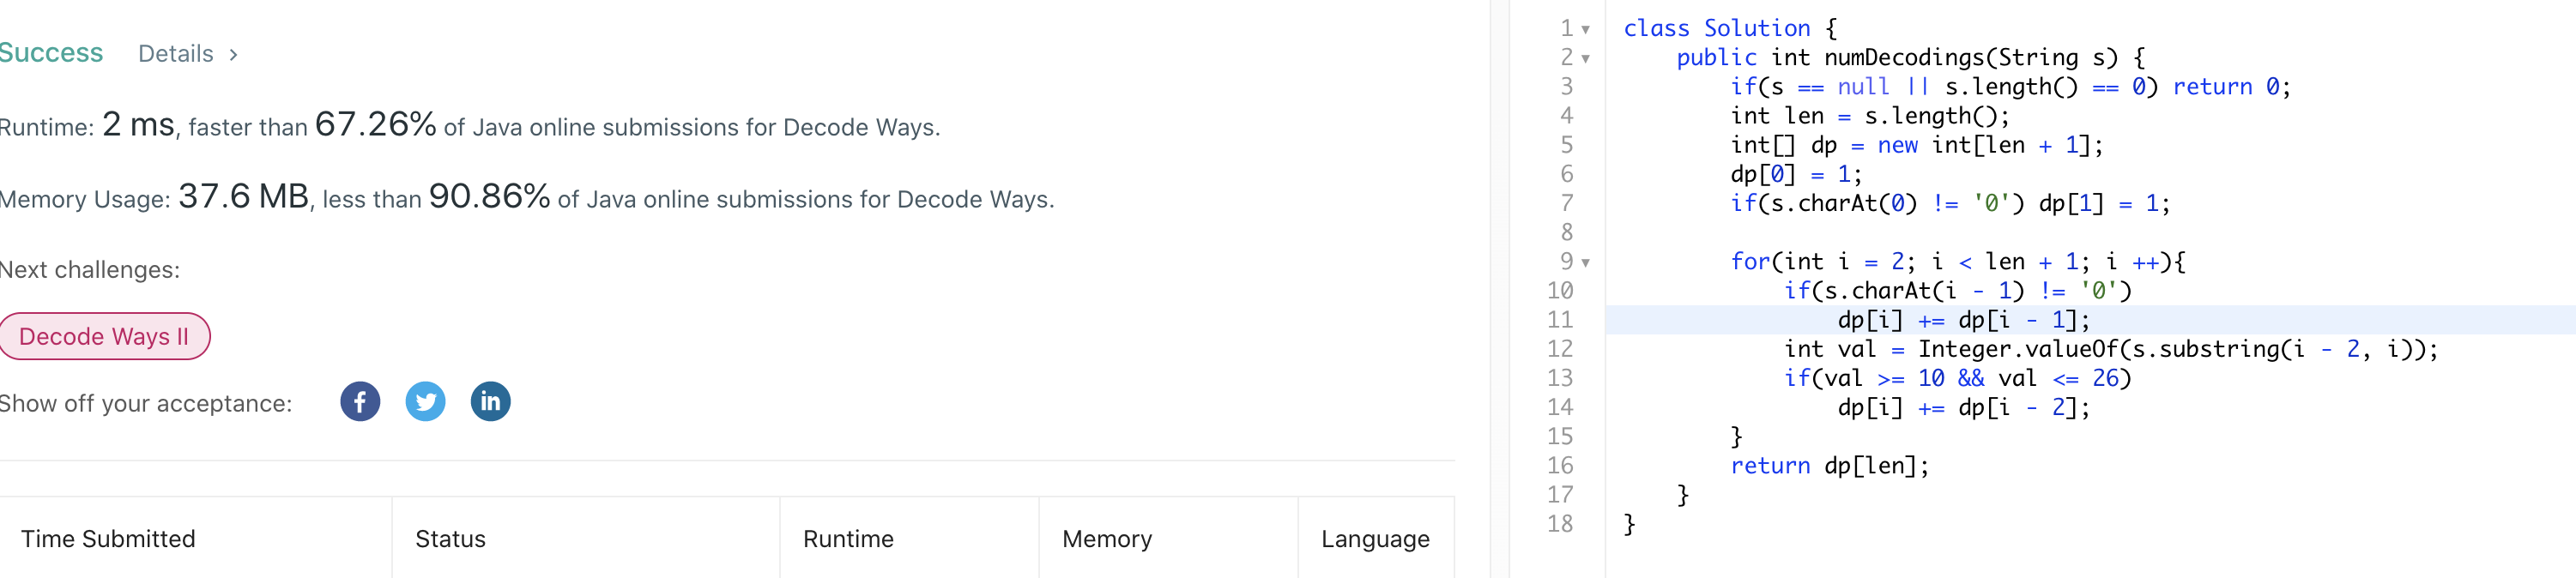 Success Details >
Runtime: 2 ms, faster than 67.26% of Java online submissions for Decode Ways.
Memory Usage: 37.6 MB, less than 90.86% of Java online submissions for Decode Ways.
Next challenges:
Decode Ways II
Show off your acceptance: f in
Time Submitted Status Runtime Memory Language
1 class Solution {
2     public int numDecodings(String s) {
3         if(s == null || s.length() == 0) return 0;
4         int len = s.length();
5         int[] dp = new int[len + 1];
6         dp[0] = 1;
7         if(s.charAt(0) != '0') dp[1] = 1;
8
9         for(int i = 2; i < len + 1; i ++){
10             if(s.charAt(i - 1) != '0')
11                 dp[i] += dp[i - 1];
12             int val = Integer.valueOf(s.substring(i - 2, i));
13             if(val >= 10 && val <= 26)
14                 dp[i] += dp[i - 2];
15         }
16         return dp[len];
17     }
18 }